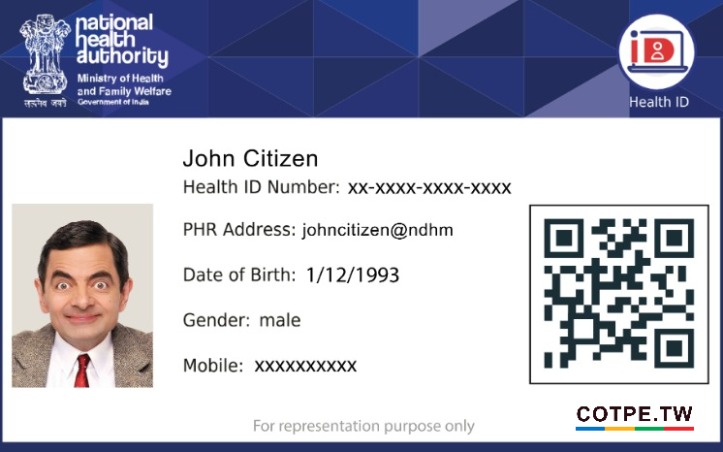 national
health
authority
Ministry of Health
and Family Welfare
Government of India
सत्यमेव जयते
iD
Health ID
John Citizen
Health ID Number: xx-xxxx-xxxx-xxxx
PHR Address: johncitizen@ndhm
Date of Birth: 1/12/1993
Gender: male
Mobile: xxxxxxxxxx
For representation purpose only
COTPE.TW